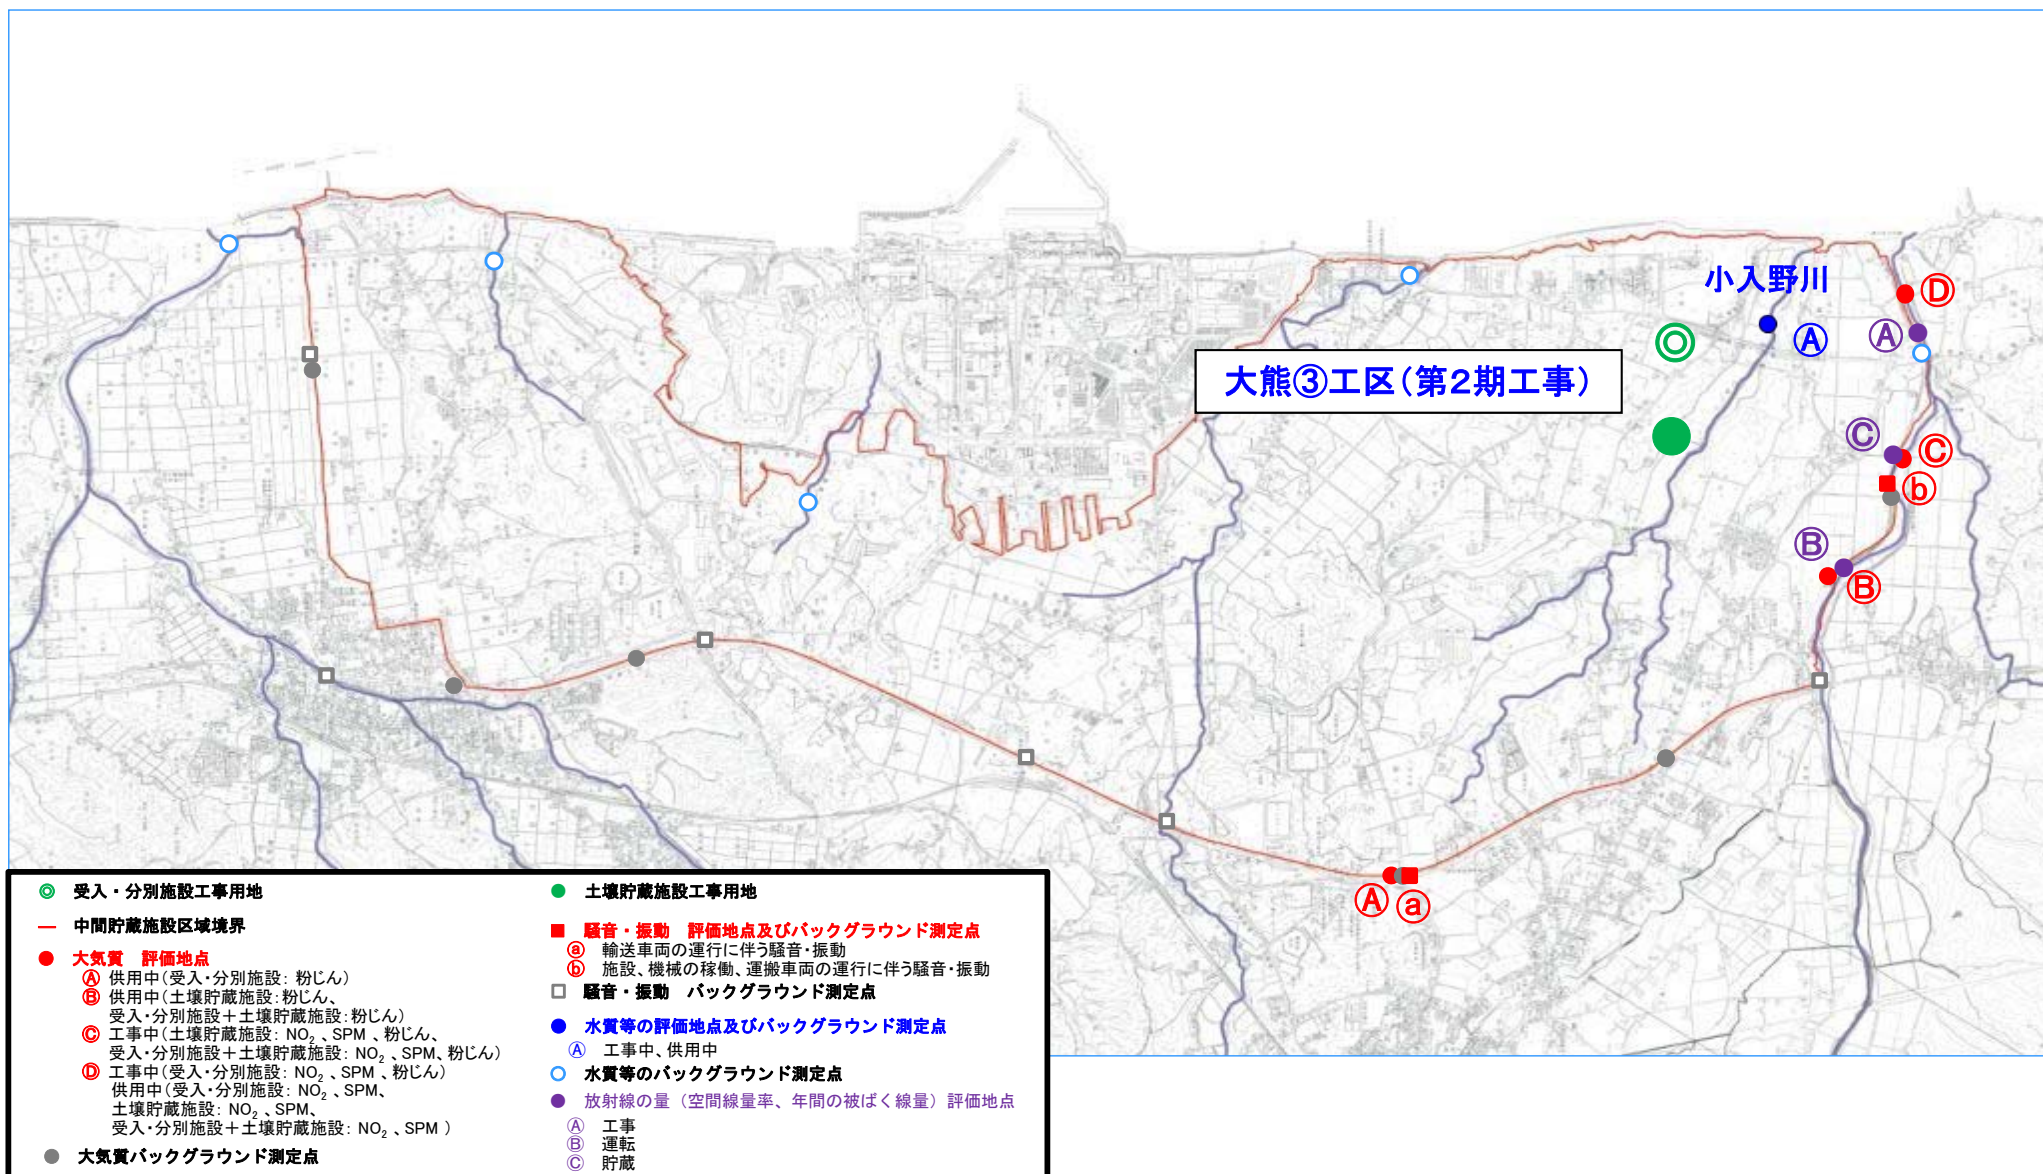 小入野川
Ⓓ
Ⓐ
Ⓐ
大熊③工区(第2期工事)
Ⓒ
Ⓒ
ⓑ
Ⓑ
Ⓑ
Ⓐ
ⓐ
◎ 受入・分別施設工事用地
― 中間貯蔵施設区域境界
● 大気質 評価地点
Ⓐ 供用中(受入・分別施設: 粉じん)
Ⓑ 供用中(土壌貯蔵施設:粉じん、
受入・分別施設+土壌貯蔵施設:粉じん)
Ⓒ 工事中(土壌貯蔵施設: NO₂ 、SPM 、粉じん、
受入・分別施設+土壌貯蔵施設: NO₂ 、SPM、粉じん)
Ⓓ 工事中(受入・分別施設: NO₂ 、SPM 、粉じん)
供用中(受入・分別施設: NO₂ 、SPM、
土壌貯蔵施設: NO₂ 、SPM、
受入・分別施設+土壌貯蔵施設: NO₂ 、SPM )
● 大気質バックグラウンド測定点
● 土壌貯蔵施設工事用地
■ 騒音・振動 評価地点及びバックグラウンド測定点
ⓐ 輸送車両の運行に伴う騒音・振動
ⓑ 施設、機械の稼働、運搬車両の運行に伴う騒音・振動
□ 騒音・振動 バックグラウンド測定点
● 水質等の評価地点及びバックグラウンド測定点
Ⓐ 工事中、供用中
○ 水質等のバックグラウンド測定点
● 放射線の量(空間線量率、年間の被ばく線量)評価地点
Ⓐ 工事
Ⓑ 運転
Ⓒ 貯蔵